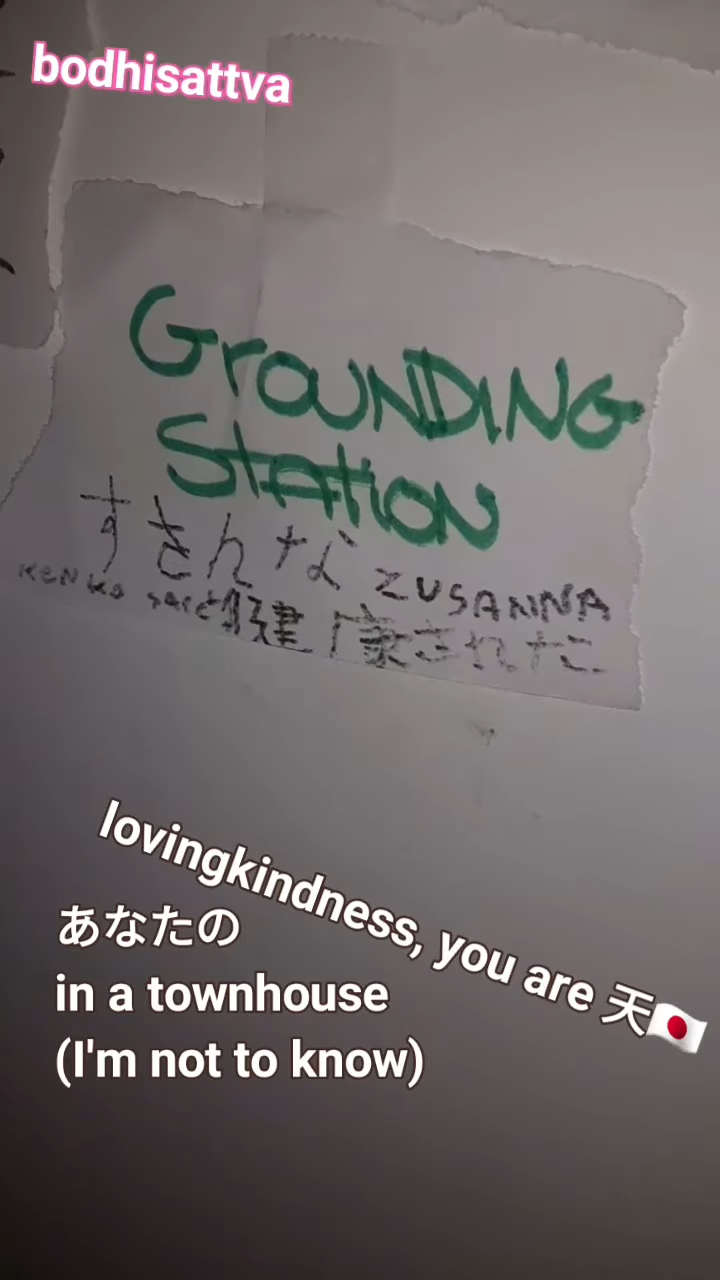 bodhisattva
GrOUNDING
StatiON
すさんな ZUSANNA
KENKO 健康されたこ
lovingkindness, you are 天🇯🇵
あなたの
in a townhouse
(I'm not to know)